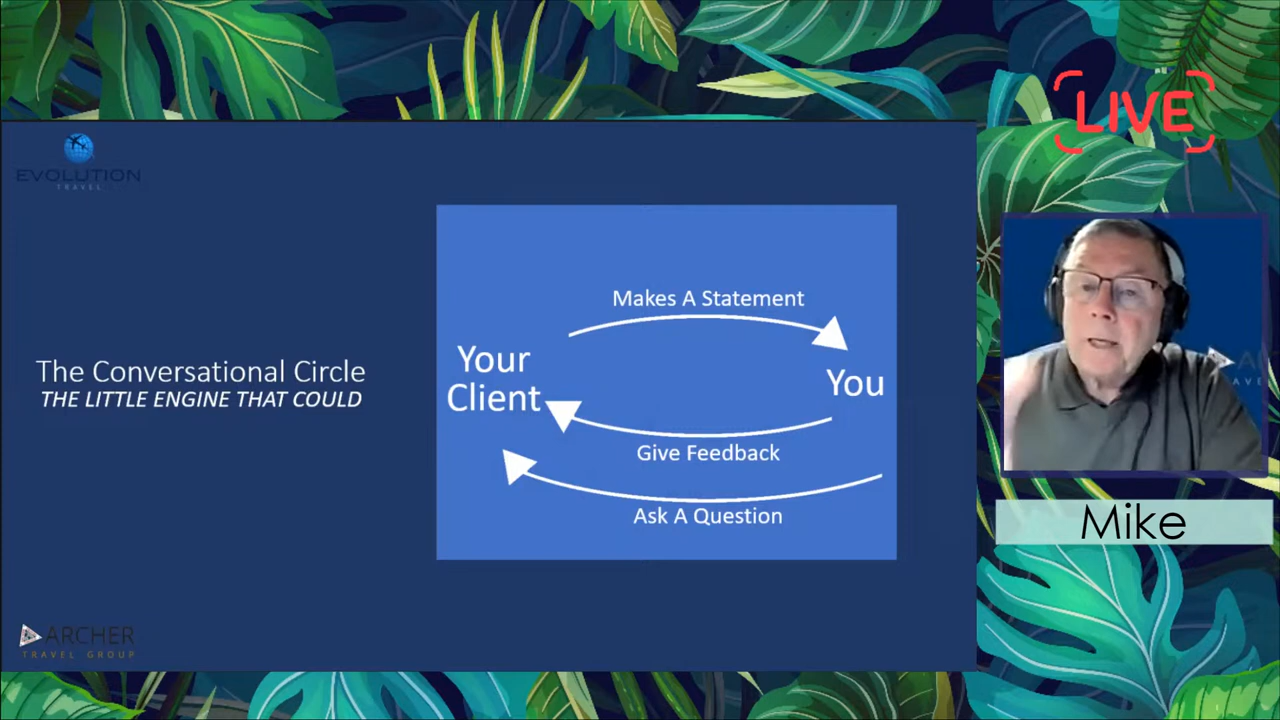 LIVE
EVOLUTION
TRAVEL
Makes A Statement
Your
Client
You
The Conversational Circle
THE LITTLE ENGINE THAT COULD
Give Feedback
Ask A Question
Mike
ARCHER
TRAVEL GROUP